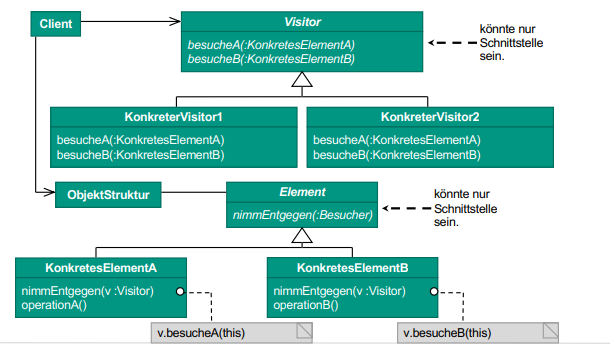 Client
Visitor
besucheA(:KonkretesElementA)
besucheB(:KonkretesElementB)
könnte nur
Schnittstelle
sein.
KonkreterVisitor1
besucheA(:KonkretesElementA)
besucheB(:KonkretesElementB)
KonkreterVisitor2
besucheA(:KonkretesElementA)
besucheB(:KonkretesElementB)
ObjektStruktur
Element
nimmEntgegen(:Besucher)
könnte nur
Schnittstelle
sein.
KonkretesElementA
nimmEntgegen(v :Visitor)
operationA()
KonkretesElementB
nimmEntgegen(v :Visitor)
operationB()
v.besucheA(this)
v.besucheB(this)